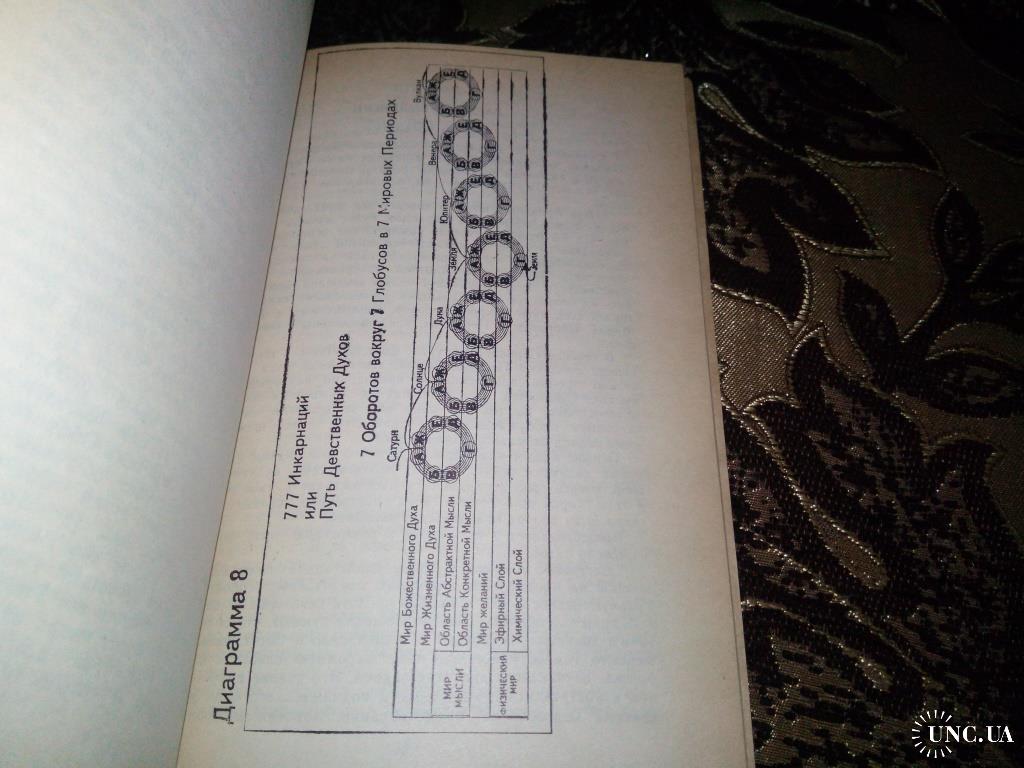 Диаграмма 8
777 Инкарнаций
или
Путь Девственных Духов
7 Оборотов вокруг 7 Глобусов в 7 Мировых Периодах
Сатурн
Солнце
Луна
Земля
Юпитер
Венера
Вулкан
А Ж Б Е В Д Г
А Ж Б Е В Д Г
А Ж Б Е В Д Г
А Ж Б Е В Д Г
А Ж Б Е В Д Г
А Ж Б Е В Д Г
А Ж Б Е В Д Г
Мир Божественного Духа
Мир Жизненного Духа
МИР МЫСЛИ
Область Абстрактной Мысли
Область Конкретной Мысли
Мир желаний
ФИЗИЧЕСКИЙ МИР
Эфирный Слой
Химический Слой
UNC.UA